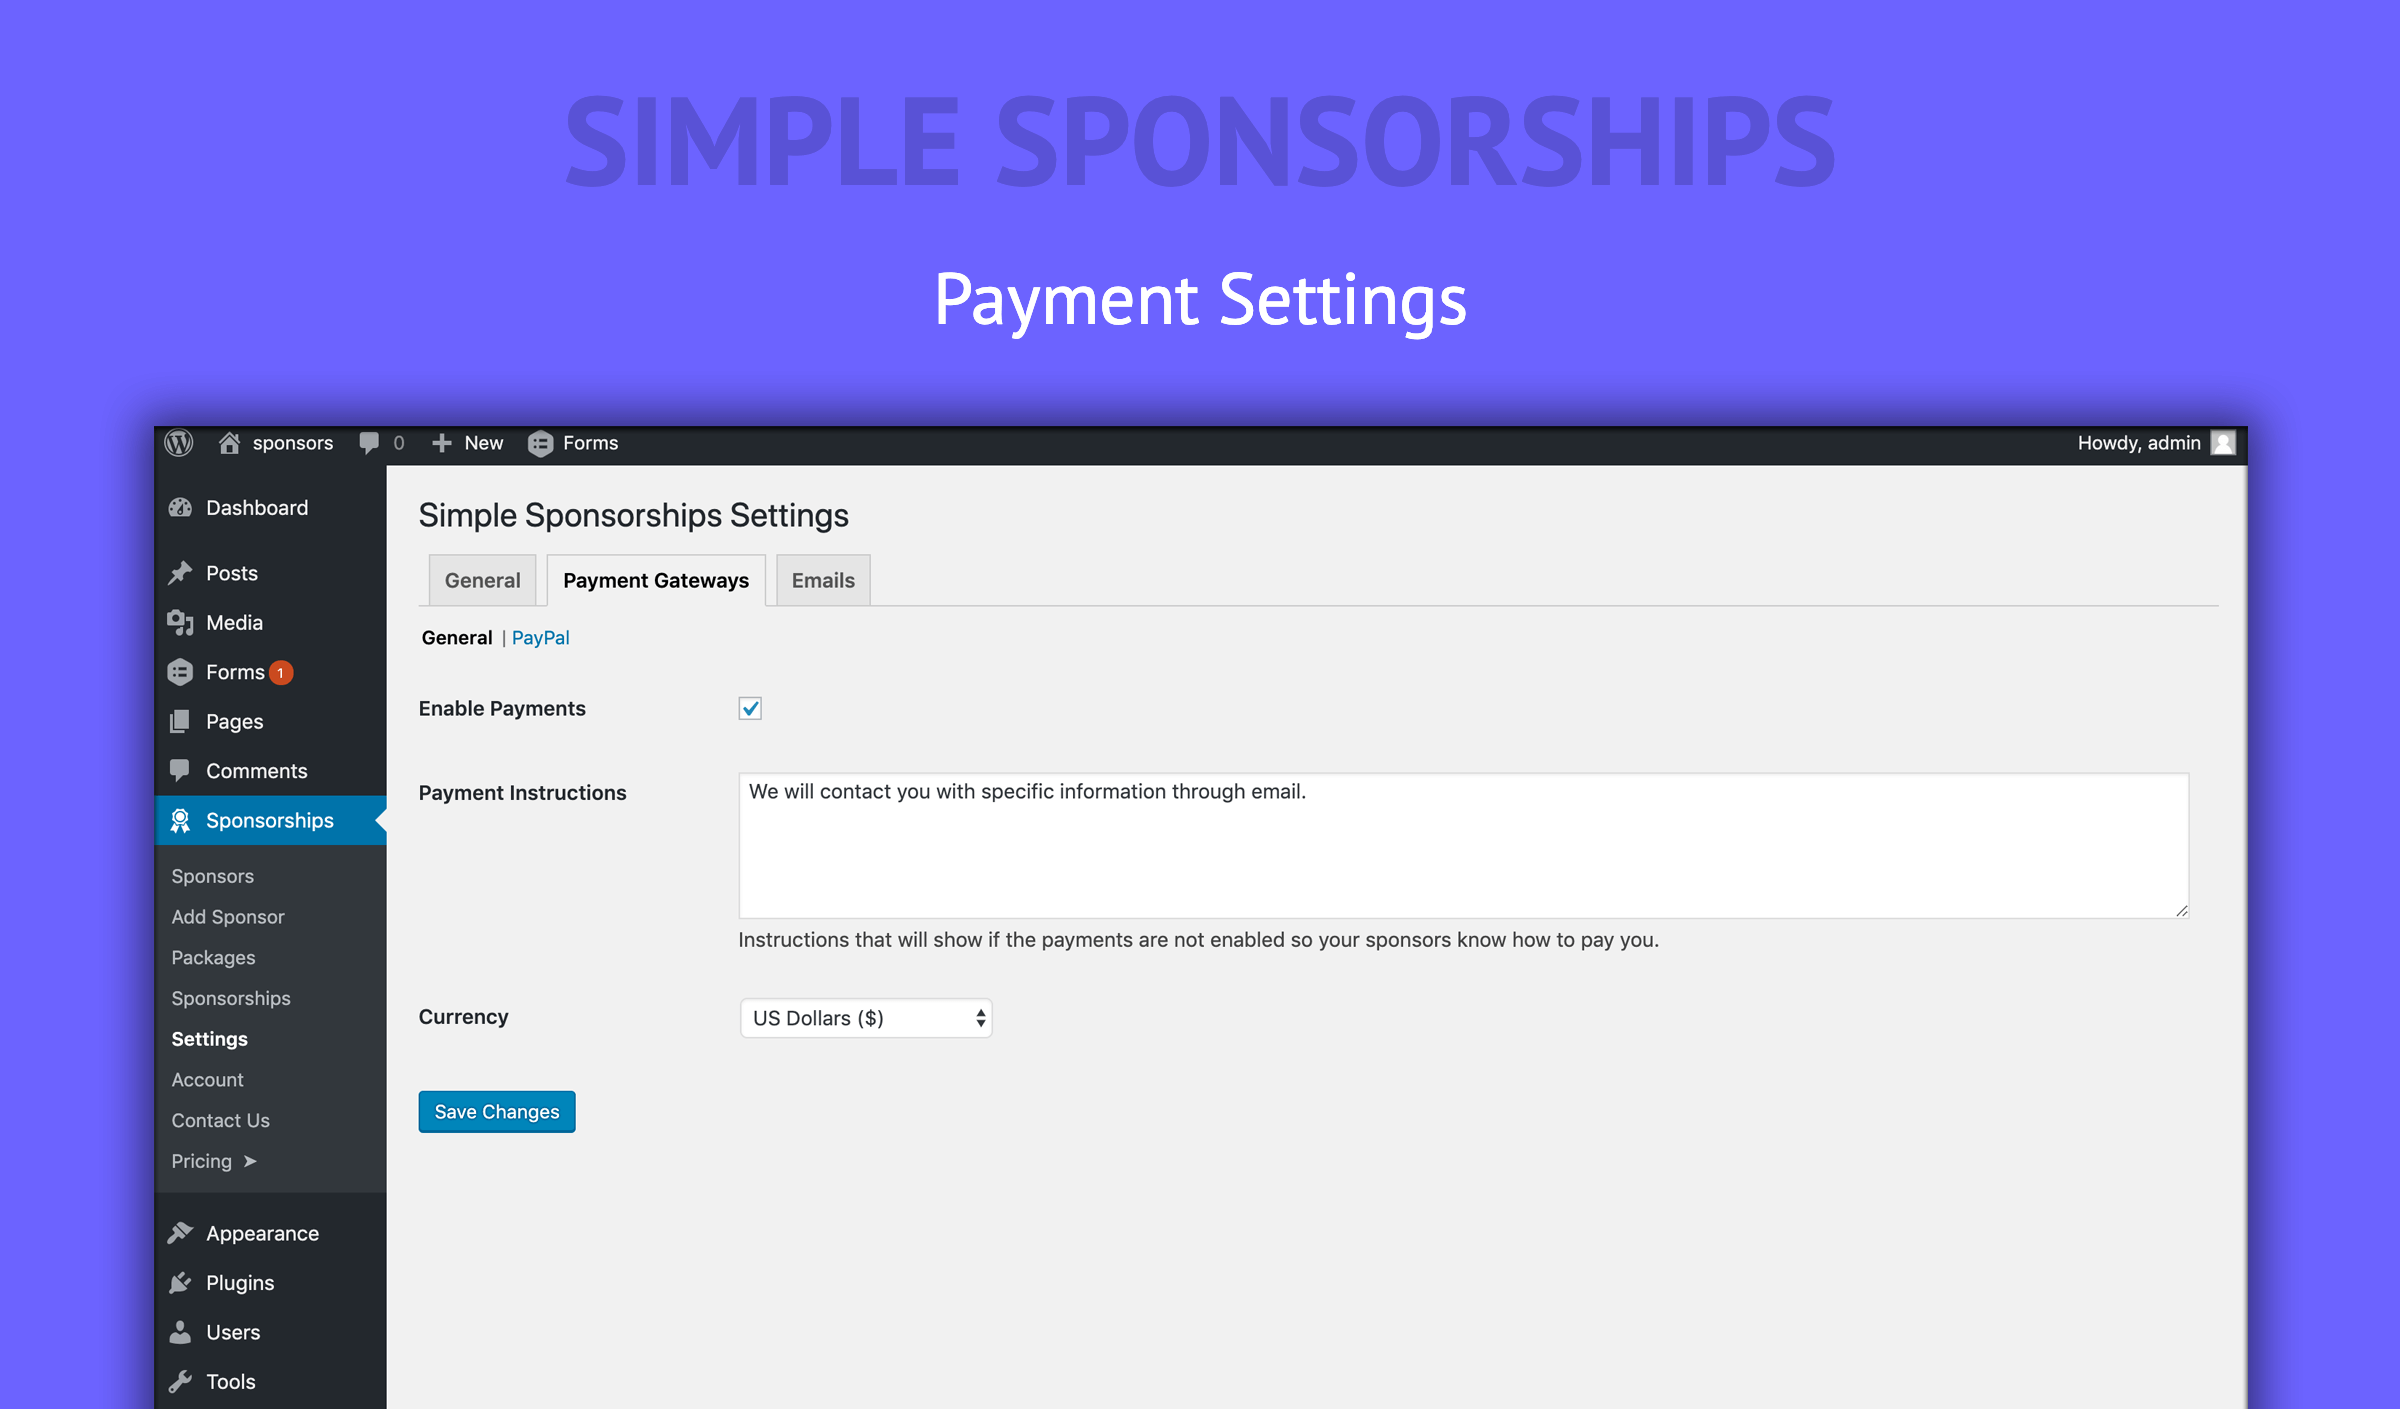 SIMPLE SPONSORSHIPS
Payment Settings
sponsors 0 New Forms Howdy, admin
Dashboard
Posts
Media
Forms 1
Pages
Comments
Sponsorships
Sponsors
Add Sponsor
Packages
Sponsorships
Settings
Account
Contact Us
Pricing ➤
Appearance
Plugins
Users
Tools
Simple Sponsorships Settings
General Payment Gateways Emails
General | PayPal
Enable Payments
Payment Instructions
We will contact you with specific information through email.
Instructions that will show if the payments are not enabled so your sponsors know how to pay you.
Currency
US Dollars ($)
Save Changes